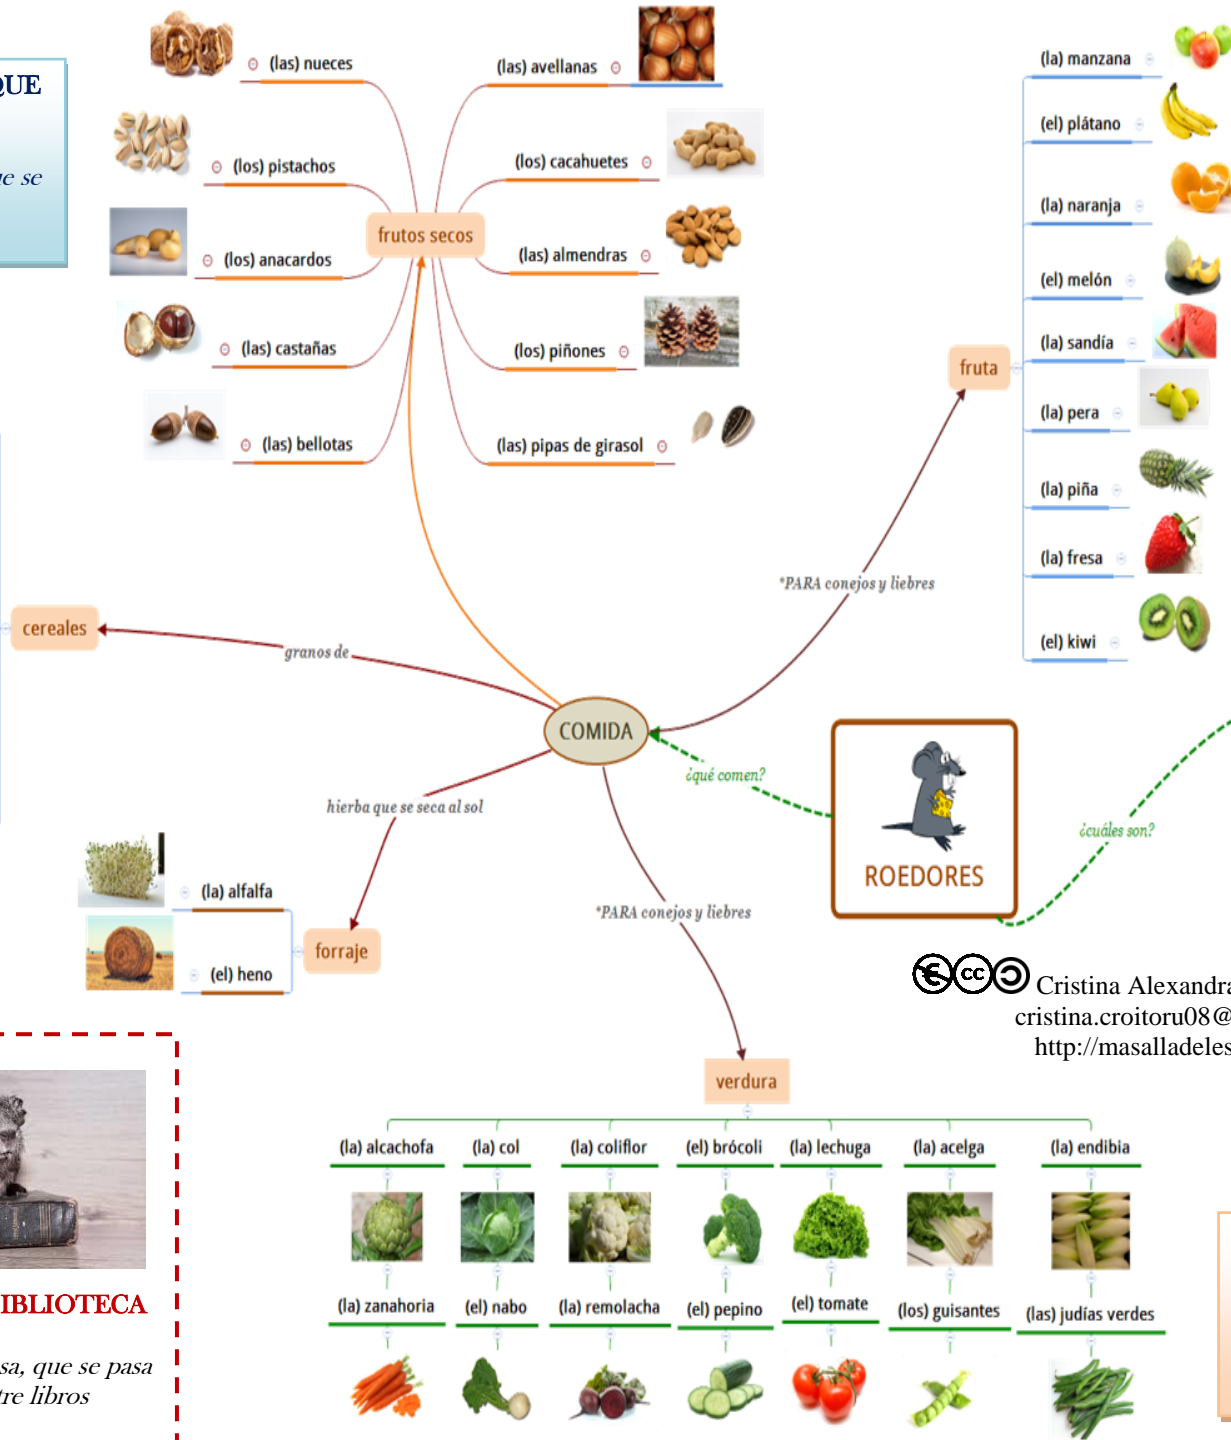 QUE
que se
(las) nueces
(los) pistachos
(los) anacardos
(las) castañas
(las) bellotas
frutos secos
(las) avellanas
(los) cacahuetes
(las) almendras
(los) piñones
(las) pipas de girasol
fruta
(la) manzana
(el) plátano
(la) naranja
(el) melón
(la) sandía
(la) pera
(la) piña
(la) fresa
(el) kiwi
*PARA conejos y liebres
cereales
granos de
COMIDA
¿qué comen?
ROEDORES
¿cuáles son?
hierba que se seca al sol
(la) alfalfa
(el) heno
forraje
*PARA conejos y liebres
Cristina Alexandra
cristina.croitoru08@
http://masalladeles
verdura
(la) alcachofa
(la) col
(la) coliflor
(el) brócoli
(la) lechuga
(la) acelga
(la) endibia
(la) zanahoria
(el) nabo
(la) remolacha
(el) pepino
(el) tomate
(los) guisantes
(las) judías verdes
IBLIOTECA
sa, que se pasa
tre libros